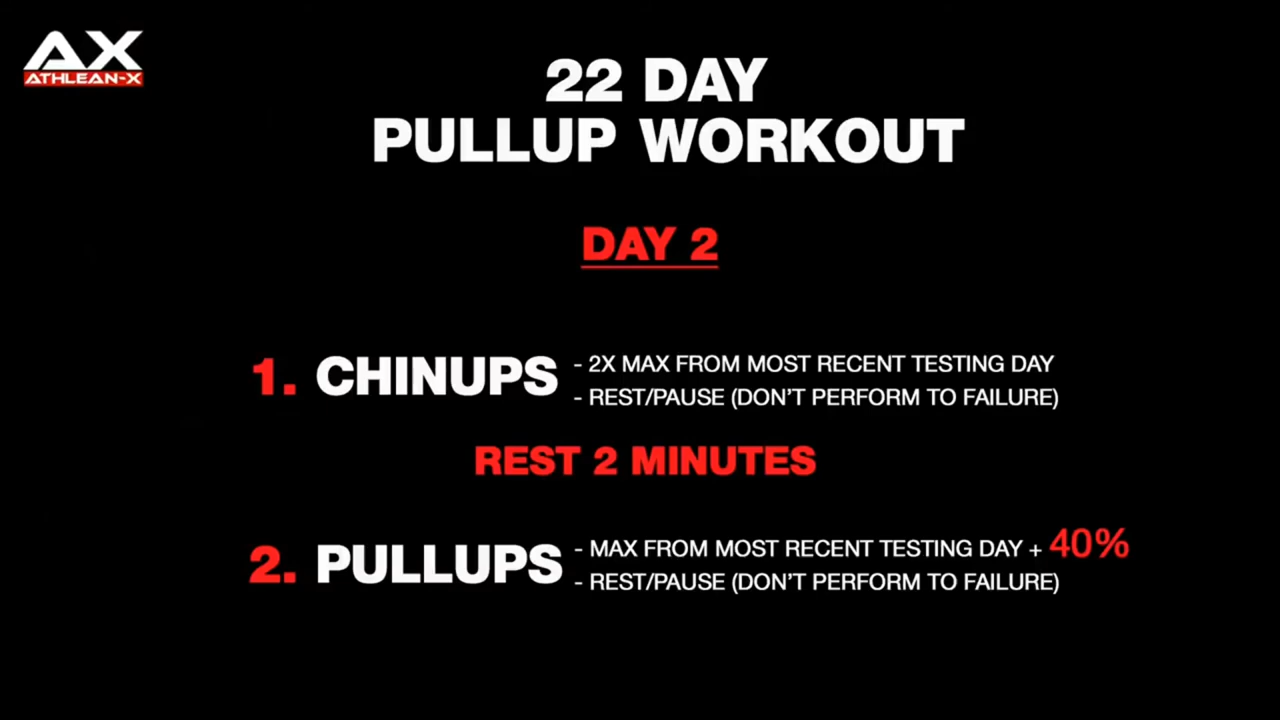 AX
ATHLEAN-X
22 DAY
PULLUP WORKOUT
DAY 2
1. CHINUPS
- 2X MAX FROM MOST RECENT TESTING DAY
- REST/PAUSE (DON'T PERFORM TO FAILURE)
REST 2 MINUTES
2. PULLUPS
- MAX FROM MOST RECENT TESTING DAY + 40%
- REST/PAUSE (DON'T PERFORM TO FAILURE)